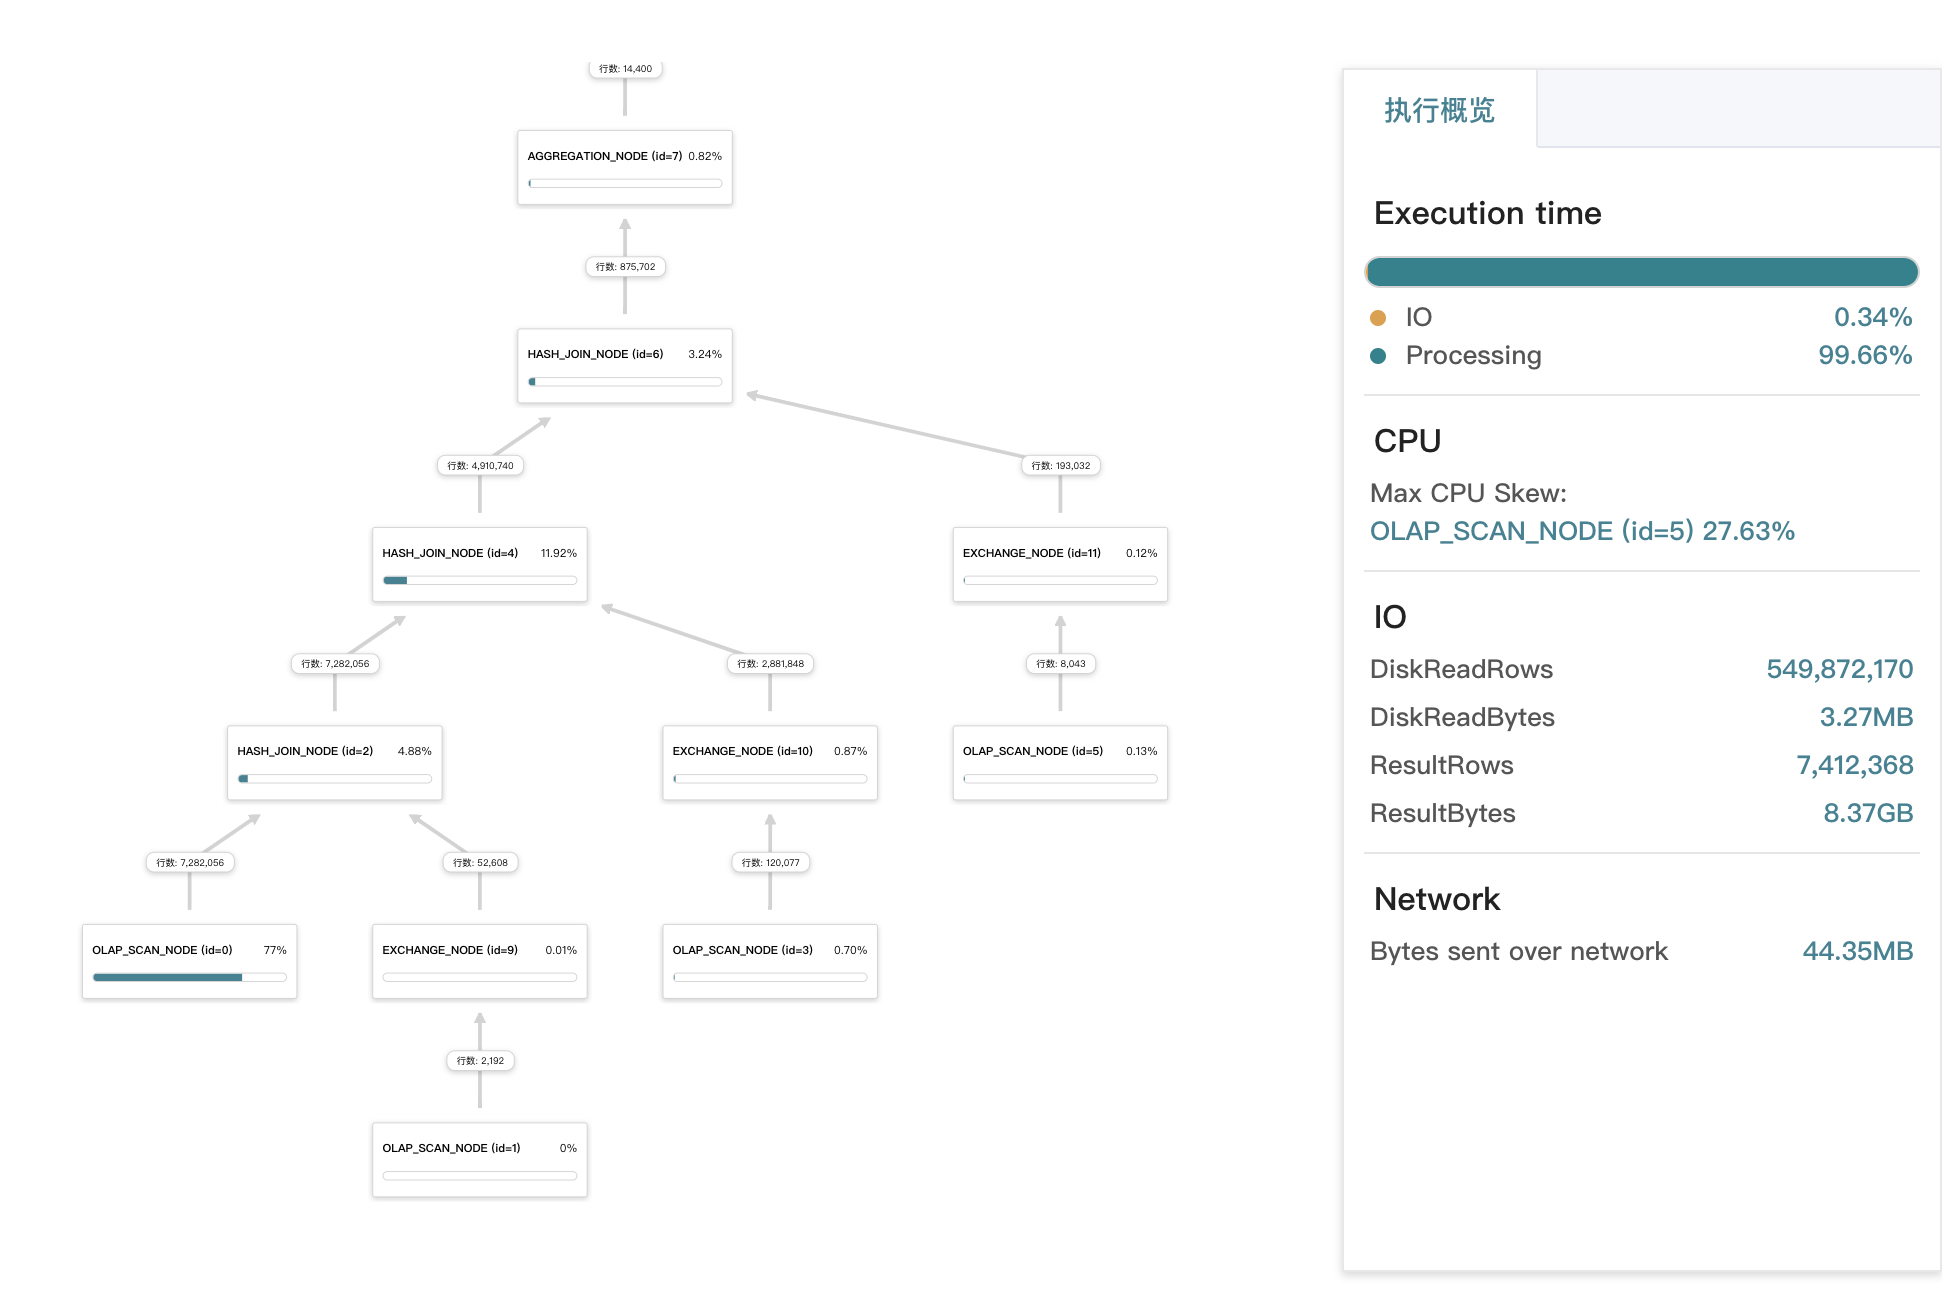 行数: 14,400
AGGREGATION_NODE (id=7) 0.82%
行数: 875,702
HASH_JOIN_NODE (id=6) 3.24%
行数: 4,910,740
行数: 193,032
HASH_JOIN_NODE (id=4) 11.92%
EXCHANGE_NODE (id=11) 0.12%
行数: 7,282,056
行数: 2,881,848
行数: 8,043
HASH_JOIN_NODE (id=2) 4.88%
EXCHANGE_NODE (id=10) 0.87%
OLAP_SCAN_NODE (id=5) 0.13%
行数: 7,282,056
行数: 52,608
行数: 120,077
OLAP_SCAN_NODE (id=0) 77%
EXCHANGE_NODE (id=9) 0.01%
OLAP_SCAN_NODE (id=3) 0.70%
行数: 2,192
OLAP_SCAN_NODE (id=1) 0%
执行概览
Execution time
IO 0.34%
Processing 99.66%
CPU
Max CPU Skew:
OLAP_SCAN_NODE (id=5) 27.63%
IO
DiskReadRows 549,872,170
DiskReadBytes 3.27MB
ResultRows 7,412,368
ResultBytes 8.37GB
Network
Bytes sent over network 44.35MB